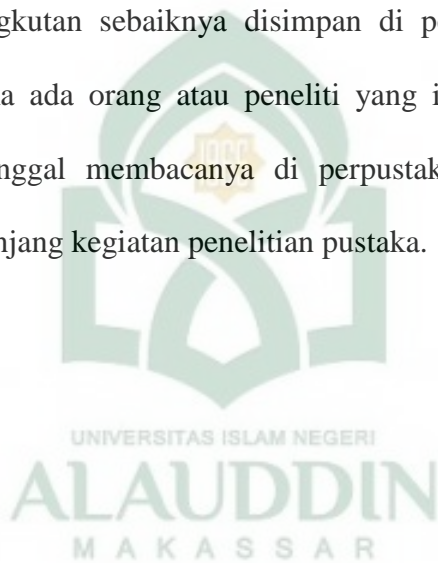 gkutan sebaiknya disimpan di p
a ada orang atau peneliti yang i
nggal membacanya di perpustak
njang kegiatan penelitian pustaka.
UNIVERSITAS ISLAM NEGERI
ALAUDDIN
MAKASSAR